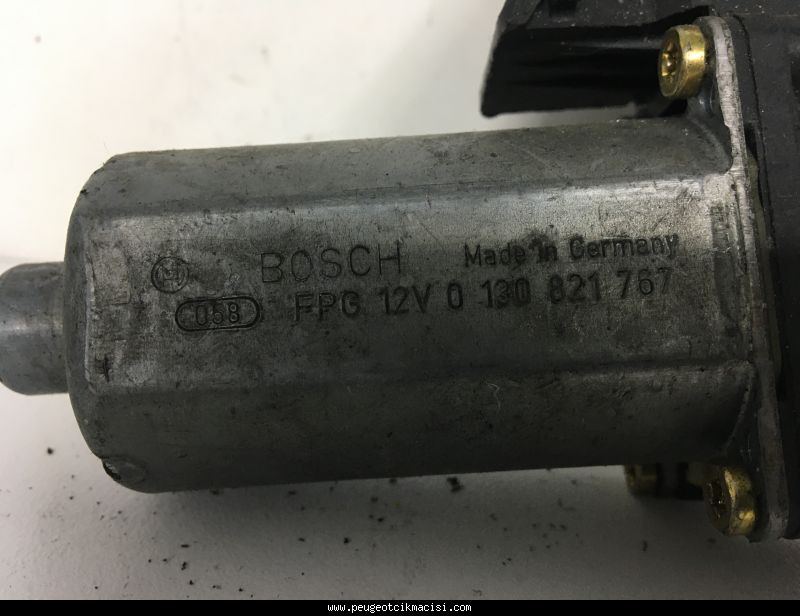 BOSCH Made in Germany
058 FPG 12V 0 130 821 767
www.peugeotcikmacisi.com